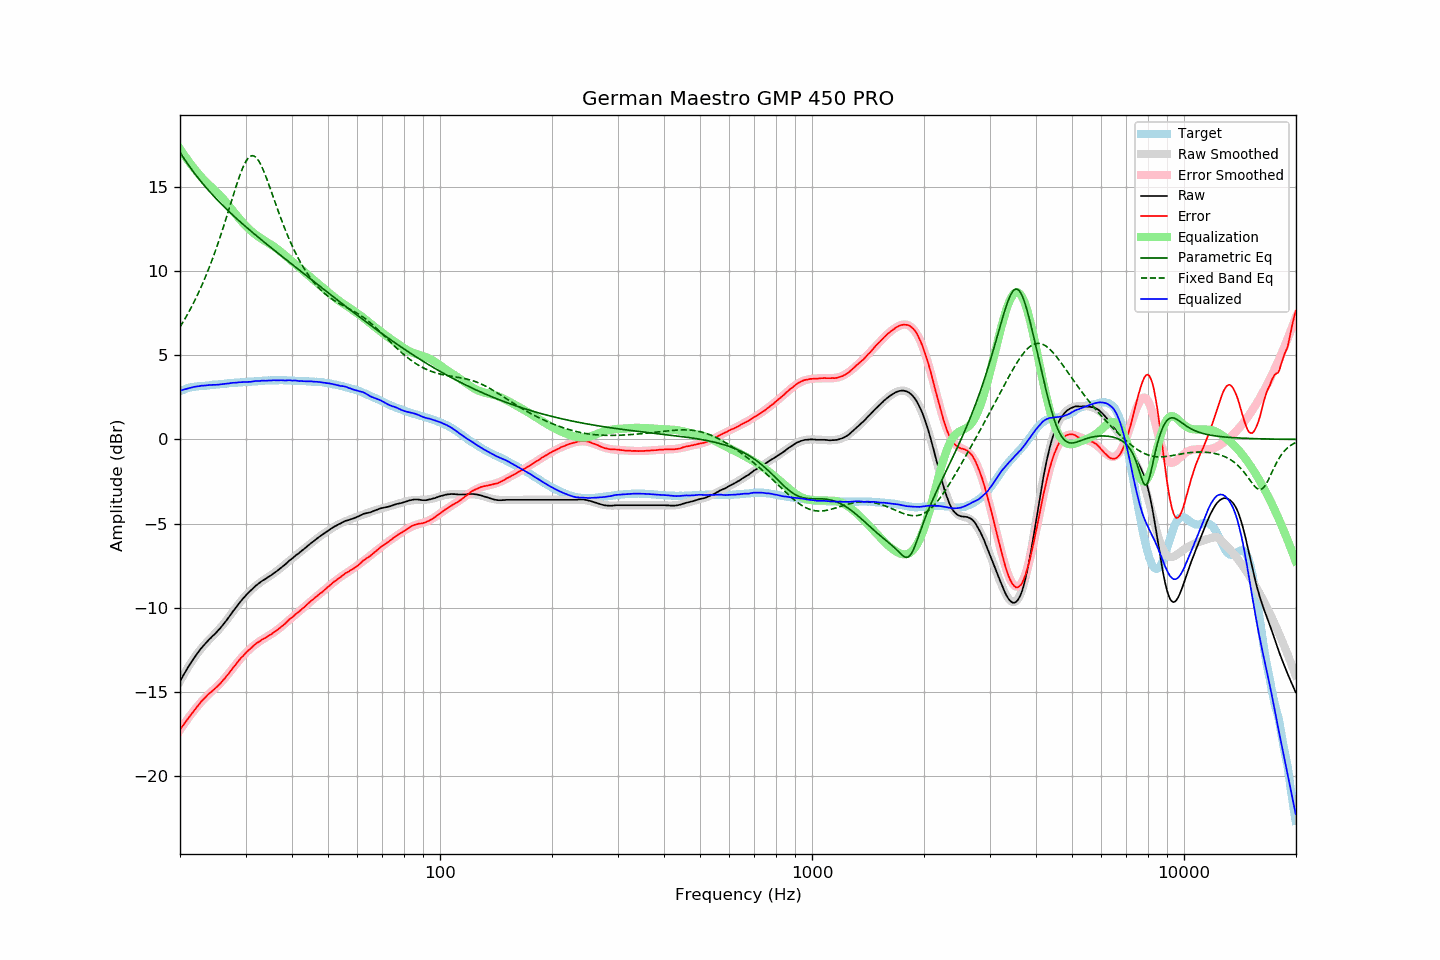 German Maestro GMP 450 PRO
Target
Raw Smoothed
Error Smoothed
Raw
Error
Equalization
Parametric Eq
Fixed Band Eq
Equalized
15
10
5
0
−5
−10
−15
−20
Amplitude (dBr)
100
1000
10000
Frequency (Hz)